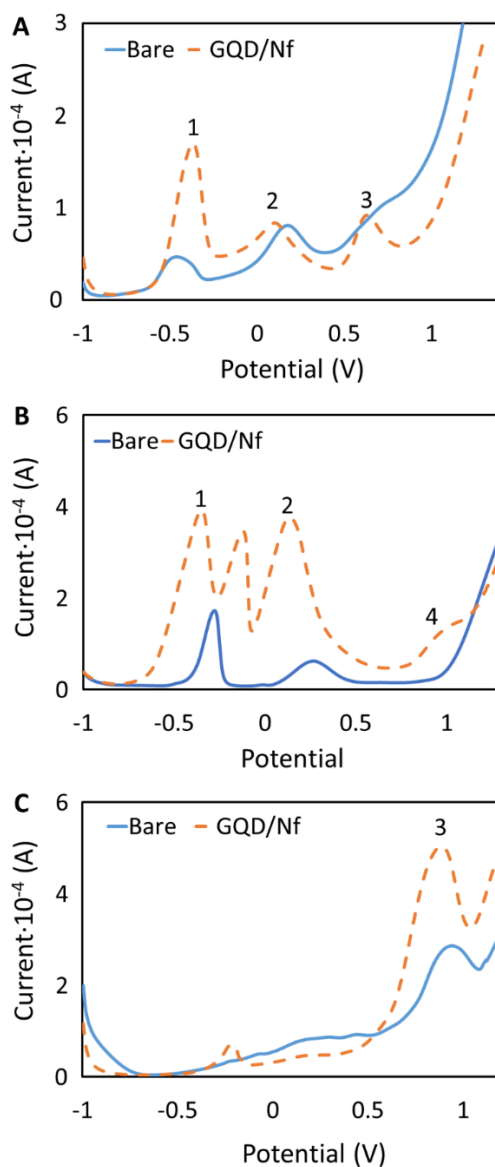 A
Bare GQD/Nf
Current·10⁻⁴ (A)
3
2
1
0
1
2
3
-1 -0.5 0 0.5 1
Potential (V)
B
Bare GQD/Nf
Current·10⁻⁴ (A)
6
4
2
0
1
2
4
-1 -0.5 0 0.5 1
Potential
C
Bare GQD/Nf
Current·10⁻⁴ (A)
6
4
2
0
3
-1 -0.5 0 0.5 1
Potential (V)